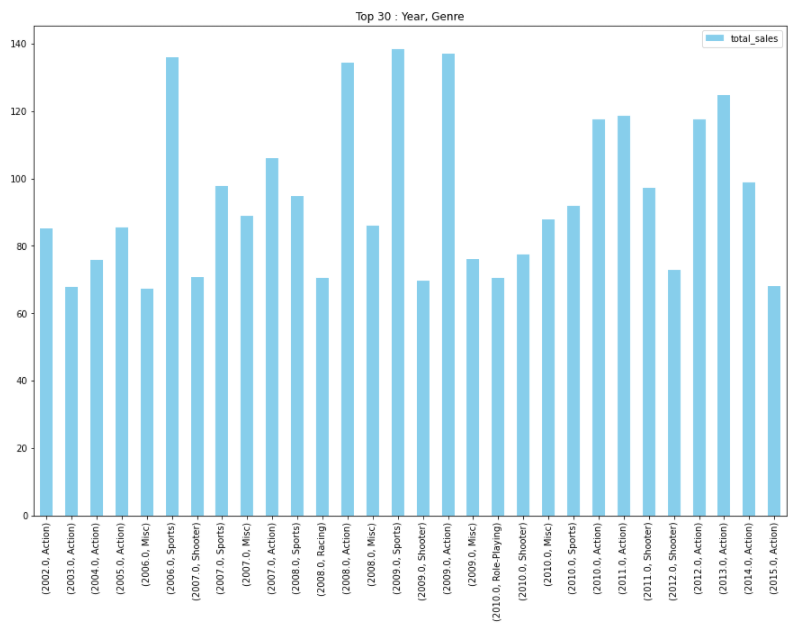 Top 30 : Year, Genre
total_sales
140
120
100
80
60
40
20
0
(2002.0, Action)
(2003.0, Action)
(2004.0, Action)
(2005.0, Action)
(2006.0, Misc)
(2006.0, Sports)
(2007.0, Shooter)
(2007.0, Sports)
(2007.0, Misc)
(2007.0, Action)
(2008.0, Sports)
(2008.0, Racing)
(2008.0, Action)
(2008.0, Misc)
(2009.0, Sports)
(2009.0, Shooter)
(2009.0, Action)
(2009.0, Misc)
(2010.0, Role-Playing)
(2010.0, Shooter)
(2010.0, Misc)
(2010.0, Sports)
(2010.0, Action)
(2011.0, Action)
(2011.0, Shooter)
(2012.0, Shooter)
(2012.0, Action)
(2013.0, Action)
(2014.0, Action)
(2015.0, Action)